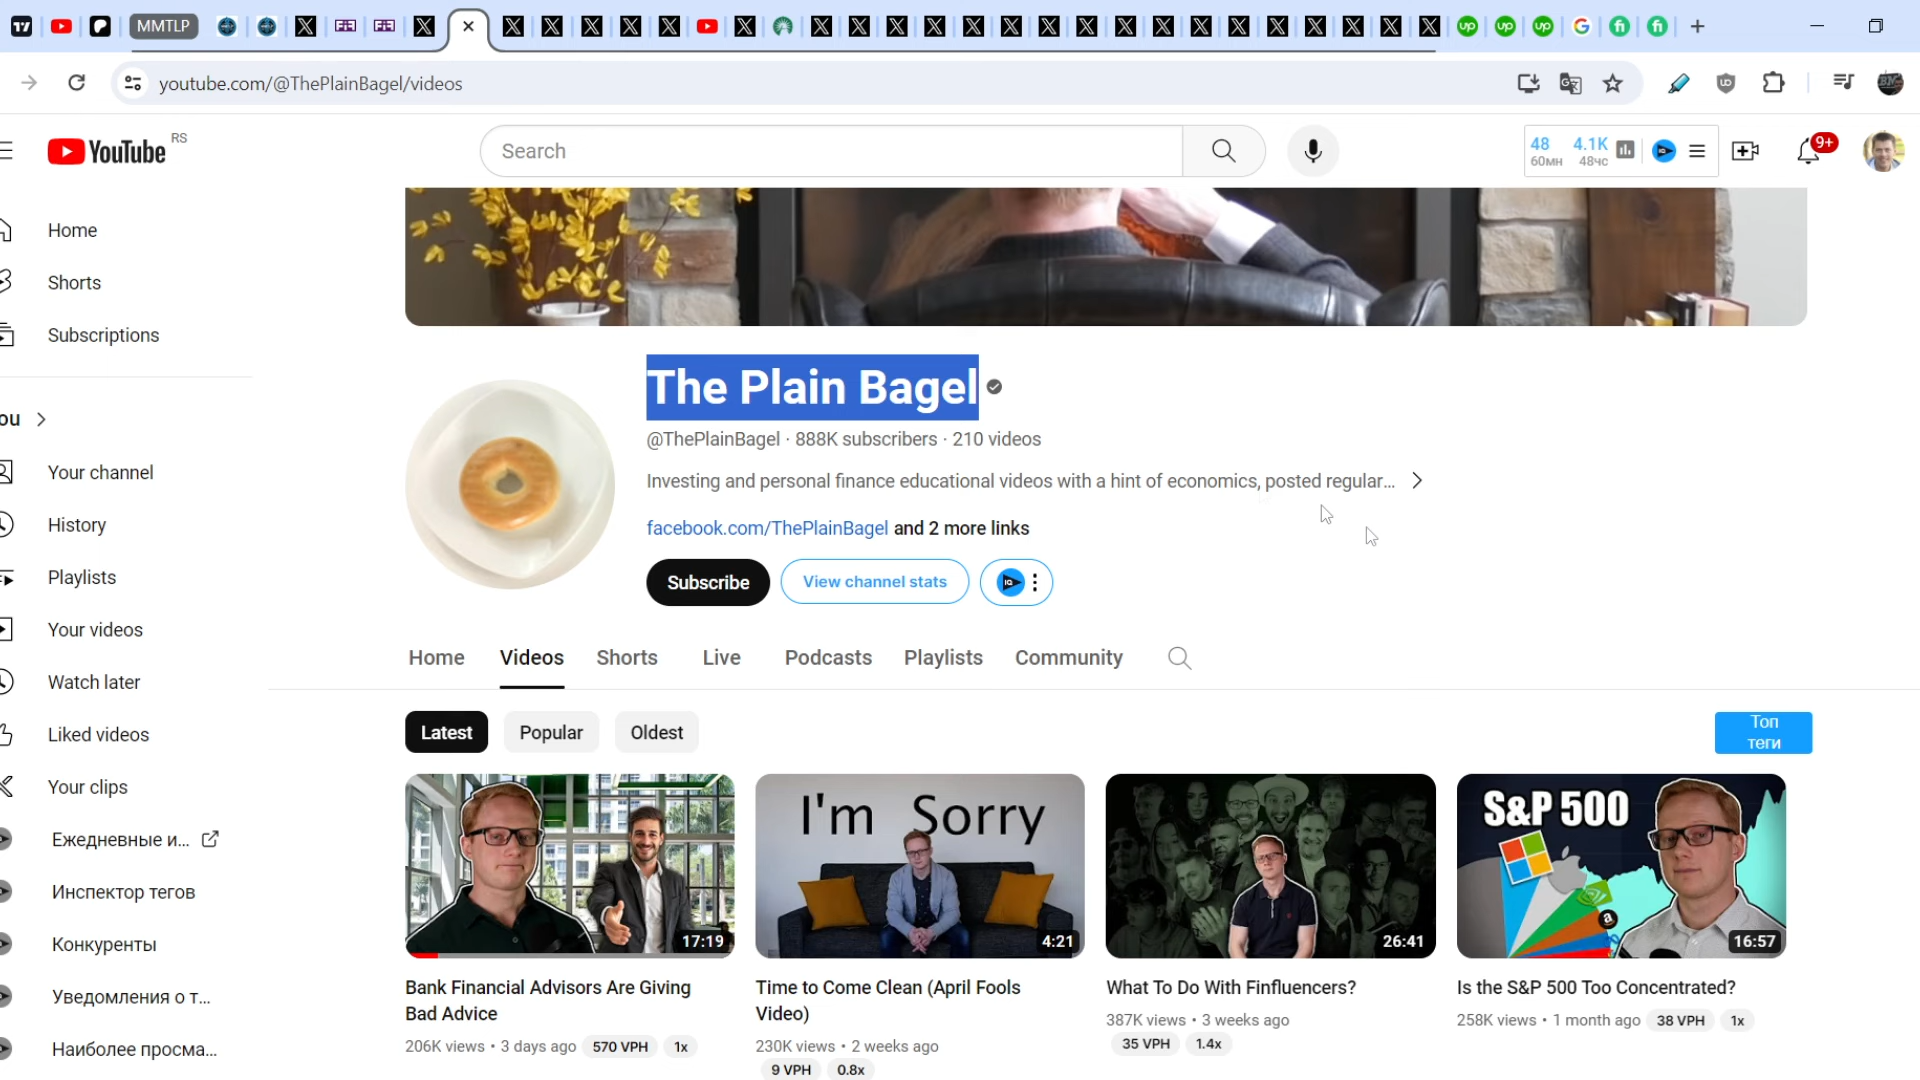 MMTLP
youtube.com/@ThePlainBagel/videos
YouTube RS
Search
48 4.1K
60мн 48чс
9+
Home
Shorts
Subscriptions
ou
Your channel
History
Playlists
Your videos
Watch later
Liked videos
Your clips
Ежедневные и...
Инспектор тегов
Конкуренты
Уведомления о т...
Наиболее просма...
The Plain Bagel
@ThePlainBagel · 888K subscribers · 210 videos
Investing and personal finance educational videos with a hint of economics, posted regular...
facebook.com/ThePlainBagel and 2 more links
Subscribe
View channel stats
IQ
Home Videos Shorts Live Podcasts Playlists Community
Latest Popular Oldest
Топ
теги
17:19
Bank Financial Advisors Are Giving
Bad Advice
206K views • 3 days ago 570 VPH 1x
I'm Sorry
4:21
Time to Come Clean (April Fools
Video)
230K views • 2 weeks ago
9 VPH 0.8x
26:41
What To Do With Finfluencers?
387K views • 3 weeks ago
35 VPH 1.4x
S&P 500
16:57
Is the S&P 500 Too Concentrated?
258K views • 1 month ago 38 VPH 1x